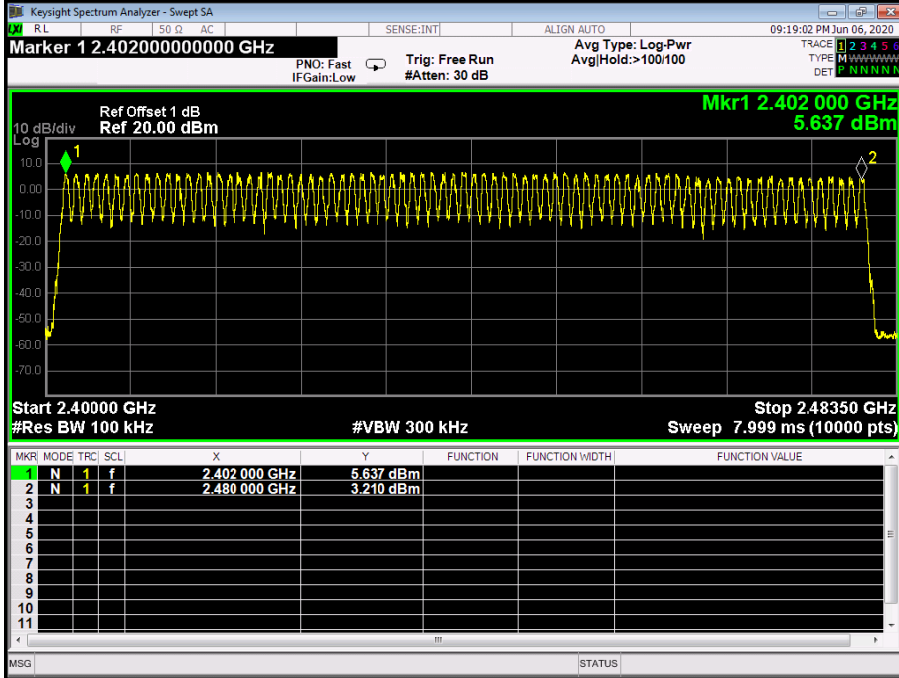 Keysight Spectrum Analyzer - Swept SA
LXI RL RF 50 Ω AC SENSE:INT ALIGN AUTO 09:19:02 PM Jun 06, 2020
Marker 1 2.402000000000 GHz
PNO: Fast
IFGain:Low
Trig: Free Run
#Atten: 30 dB
Avg Type: Log-Pwr
Avg|Hold:>100/100
TRACE 1 2 3 4 5 6
TYPE M WWWWW
DET P N N N N N
Mkr1 2.402 000 GHz
5.637 dBm
Ref Offset 1 dB
10 dB/div Ref 20.00 dBm
Log
1
2
10.0
0.00
-10.0
-20.0
-30.0
-40.0
-50.0
-60.0
-70.0
Start 2.40000 GHz Stop 2.48350 GHz
#Res BW 100 kHz #VBW 300 kHz Sweep 7.999 ms (10000 pts)
MKR MODE TRC SCL X Y FUNCTION FUNCTION WIDTH FUNCTION VALUE
1 N 1 f 2.402 000 GHz 5.637 dBm
2 N 1 f 2.480 000 GHz 3.210 dBm
3
4
5
6
7
8
9
10
11
MSG STATUS